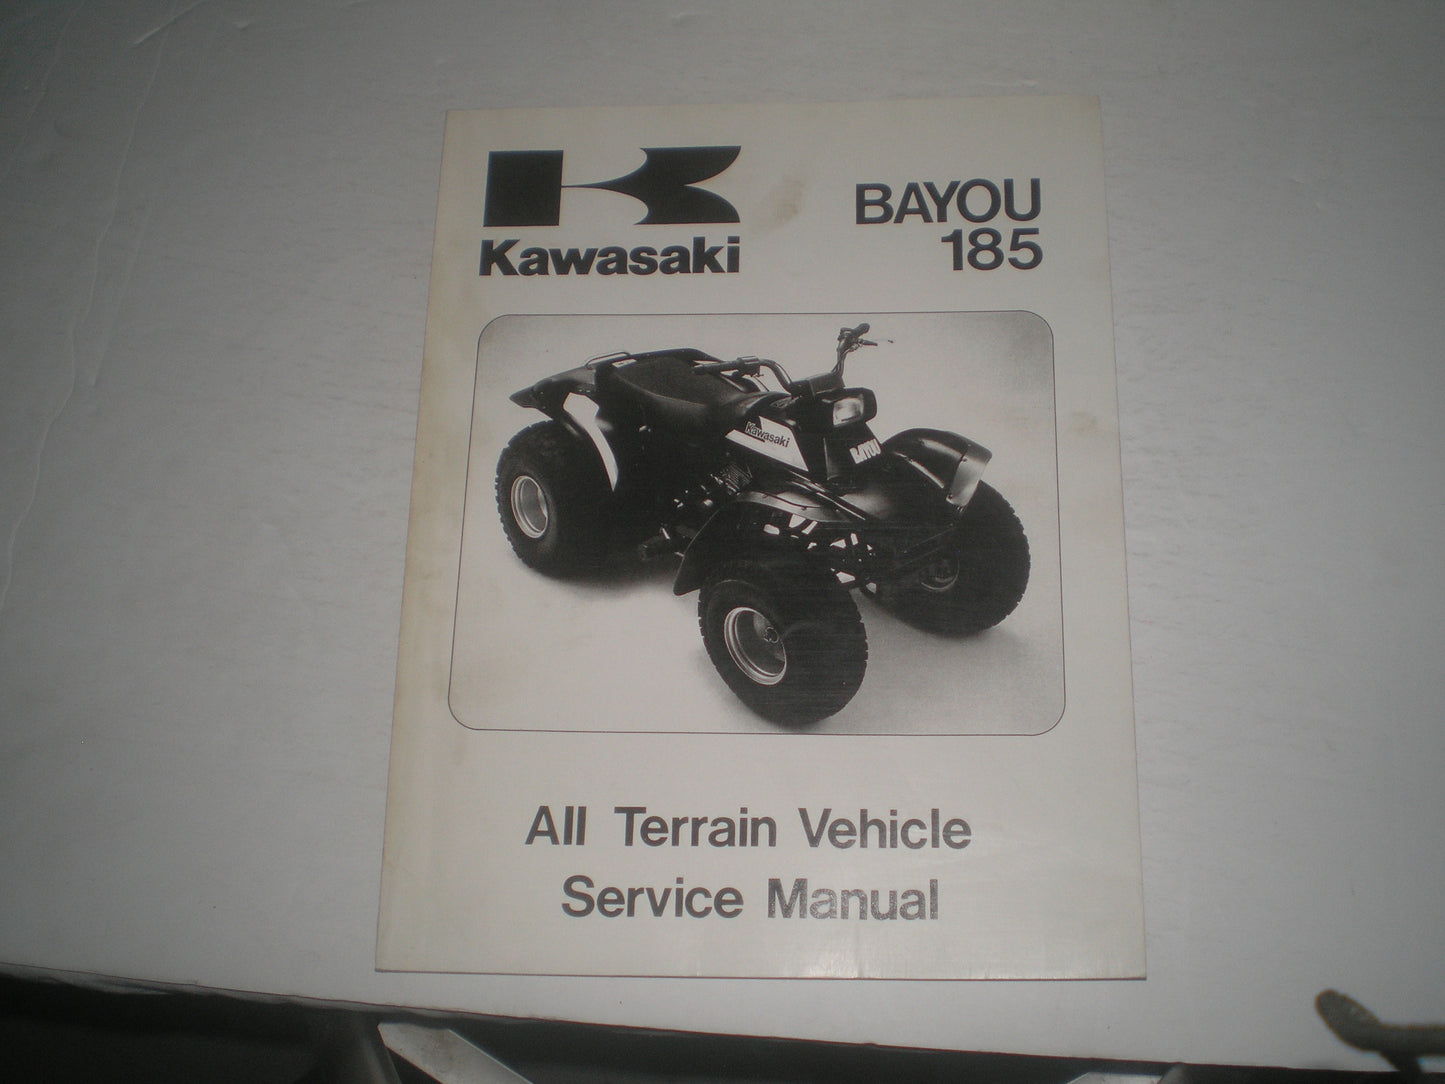 Kawasaki
BAYOU
185
Kawasaki
BAYOU
All Terrain Vehicle
Service Manual